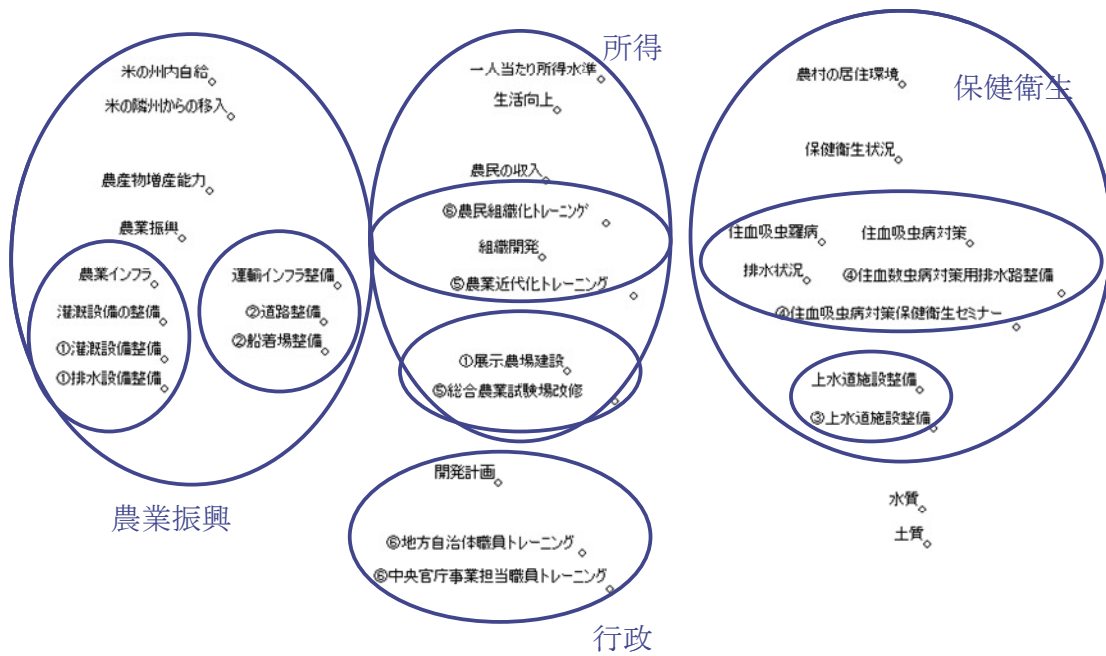 所得
保健衛生
米の州内自給
米の隣州からの移入
農産物増産能力
農業振興
農業インフラ
灌漑設備の整備
①灌漑設備整備
①排水設備整備
運輸インフラ整備
②道路整備
②船着場整備
農業振興
一人当たり所得水準
生活向上
農民の収入
⑥農民組織化トレーニング
組織開発
⑤農業近代化トレーニング
①展示農場建設
⑤総合農業試験場改修
開発計画
⑥地方自治体職員トレーニング
⑥中央官庁事業担当職員トレーニング
行政
農村の居住環境
保健衛生状況
住血吸虫羅病
住血吸虫病対策
排水状況
④住血数虫病対策用排水路整備
④住血吸虫病対策保健衛生セミナー
上水道施設整備
③上水道施設整備
水質
土質